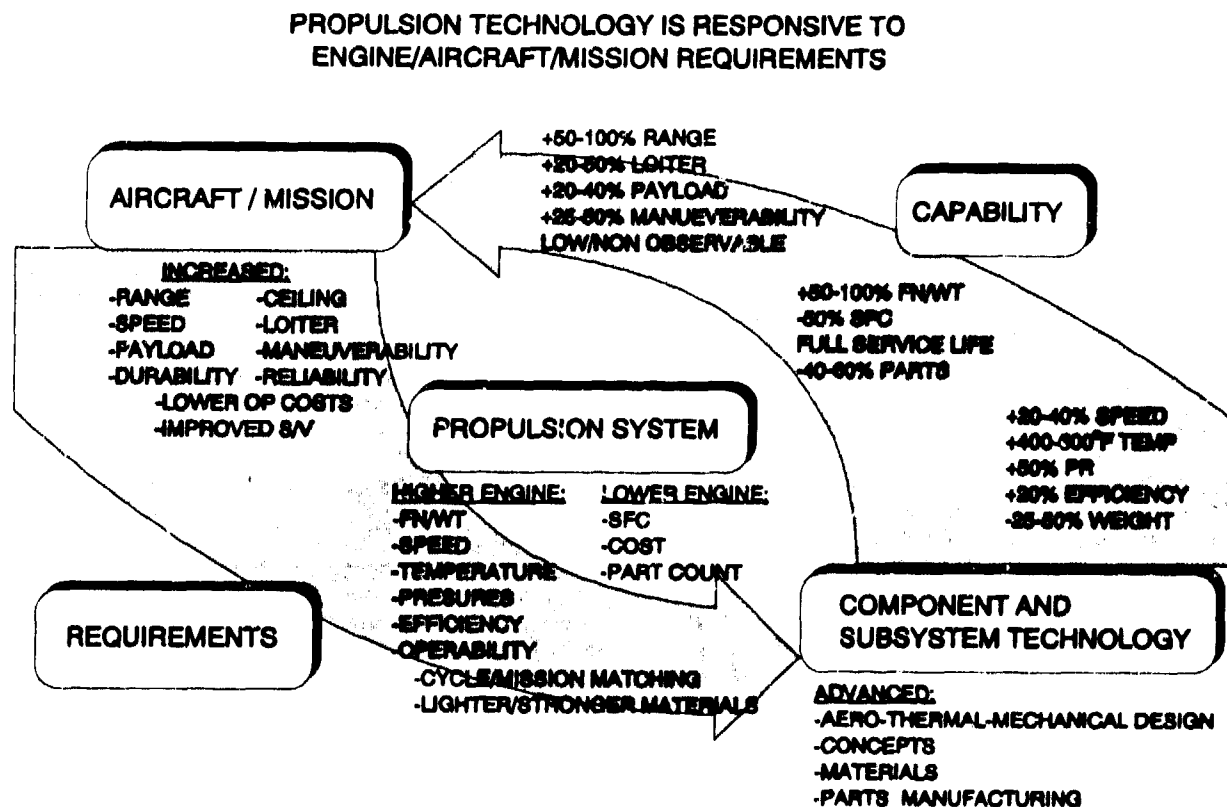 PROPULSION TECHNOLOGY IS RESPONSIVE TO
ENGINE/AIRCRAFT/MISSION REQUIREMENTS
AIRCRAFT / MISSION
INCREASED:
-RANGE -CEILING
-SPEED -LOITER
-PAYLOAD -MANEUVERABILITY
-DURABILITY -RELIABILITY
-LOWER OP COSTS
-IMPROVED S/V
+50-100% RANGE
+20-50% LOITER
+20-40% PAYLOAD
+25-50% MANUEVERABILITY
LOW/NON OBSERVABLE
CAPABILITY
+50-100% FN/WT
-50% SFC
FULL SERVICE LIFE
-40-60% PARTS
PROPULSION SYSTEM
HIGHER ENGINE: LOWER ENGINE:
-FN/WT -SFC
-SPEED -COST
-TEMPERATURE -PART COUNT
-PRESURES
-EFFICIENCY
-OPERABILITY
-CYCLE/MISSION MATCHING
-LIGHTER/STRONGER MATERIALS
+20-40% SPEED
TEMP
+50% PR
+20% EFFICIENCY
-25-50% WEIGHT
REQUIREMENTS
COMPONENT AND
SUBSYSTEM TECHNOLOGY
ADVANCED:
-AERO-THERMAL-MECHANICAL DESIGN
-CONCEPTS
-MATERIALS
-PARTS MANUFACTURING